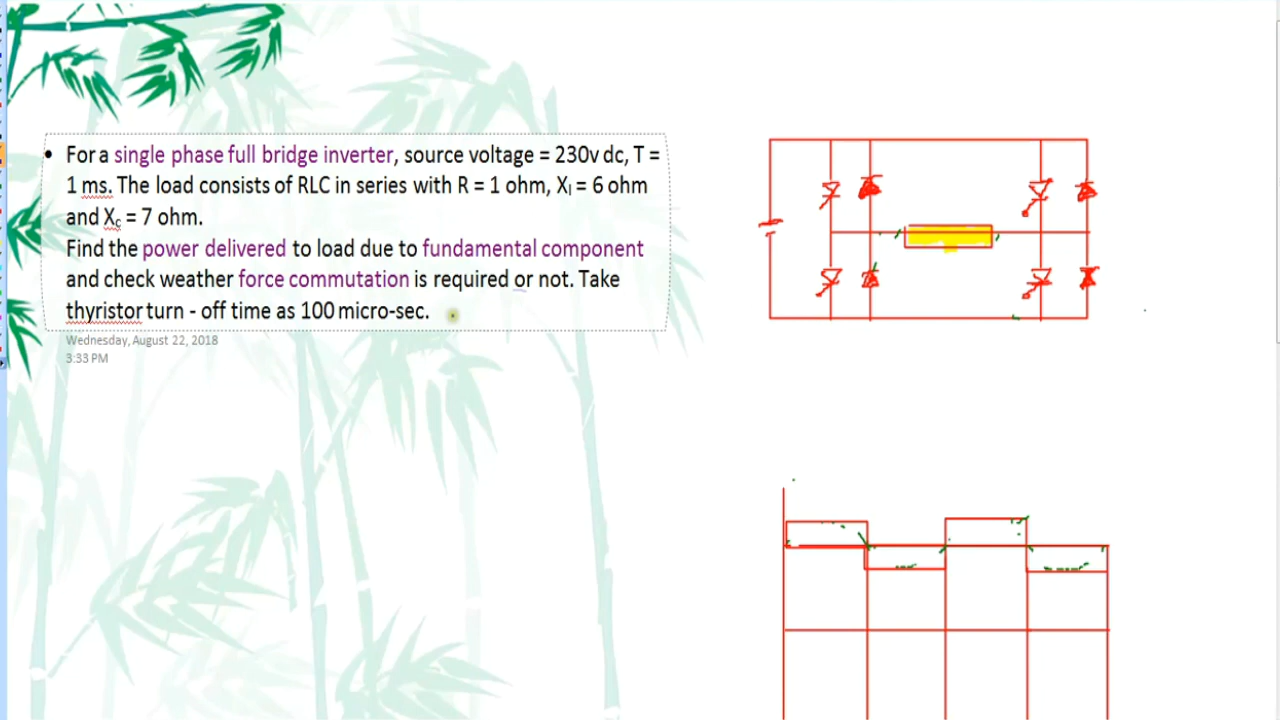 • For a single phase full bridge inverter, source voltage = 230v dc, T =
1 ms. The load consists of RLC in series with R = 1 ohm, Xl = 6 ohm
and Xc = 7 ohm.
Find the power delivered to load due to fundamental component
and check weather force commutation is required or not. Take
thyristor turn - off time as 100 micro-sec.
Wednesday, August 22, 2018
3:33 PM